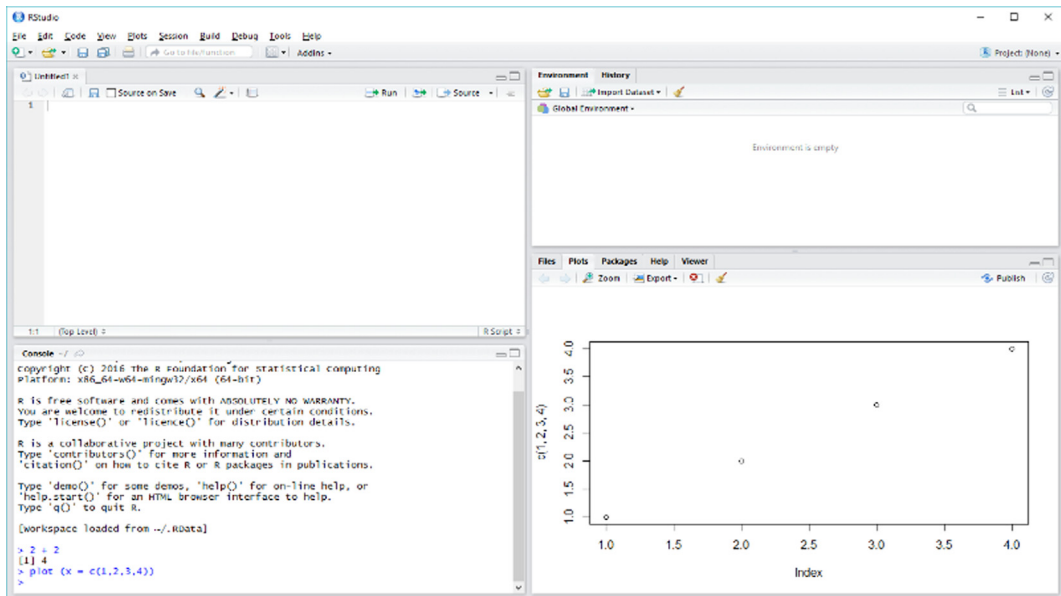 RStudio
File Edit Code View Plots Session Build Debug Tools Help
Go to file/function Addins
Project: (None)
Untitled1
Source on Save Run Source
1
1:1 (Top Level) R Script
Console ~/
Copyright (C) 2016 The R Foundation for Statistical Computing
Platform: x86_64-w64-mingw32/x64 (64-bit)
R is free software and comes with ABSOLUTELY NO WARRANTY.
You are welcome to redistribute it under certain conditions.
Type 'license()' or 'licence()' for distribution details.
R is a collaborative project with many contributors.
Type 'contributors()' for more information and
'citation()' on how to cite R or R packages in publications.
Type 'demo()' for some demos, 'help()' for on-line help, or
'help.start()' for an HTML browser interface to help.
Type 'q()' to quit R.
[Workspace loaded from ~/.RData]
> 2 + 2
[1] 4
> plot (x = c(1,2,3,4))
>
Environment History
Import Dataset List
Global Environment
Environment is empty
Files Plots Packages Help Viewer
Zoom Export Publish
c(1, 2, 3, 4)
4.0
3.5
3.0
2.5
2.0
1.5
1.0
1.0 1.5 2.0 2.5 3.0 3.5 4.0
Index